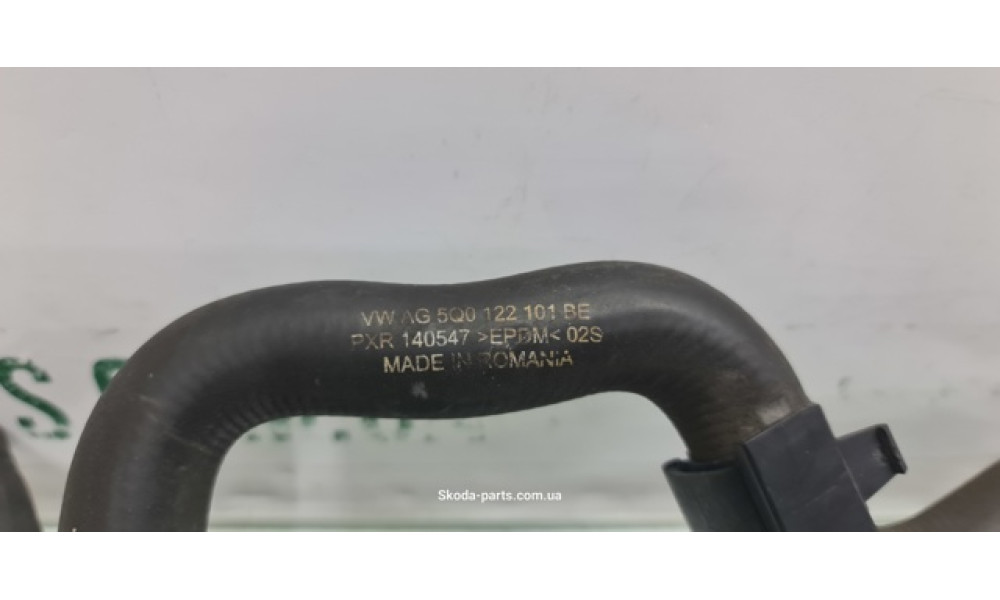 VW AG 5Q0 122 101 BE
PXR 140547 >EPDM< 02S
MADE IN ROMANIA
Skoda-parts.com.ua